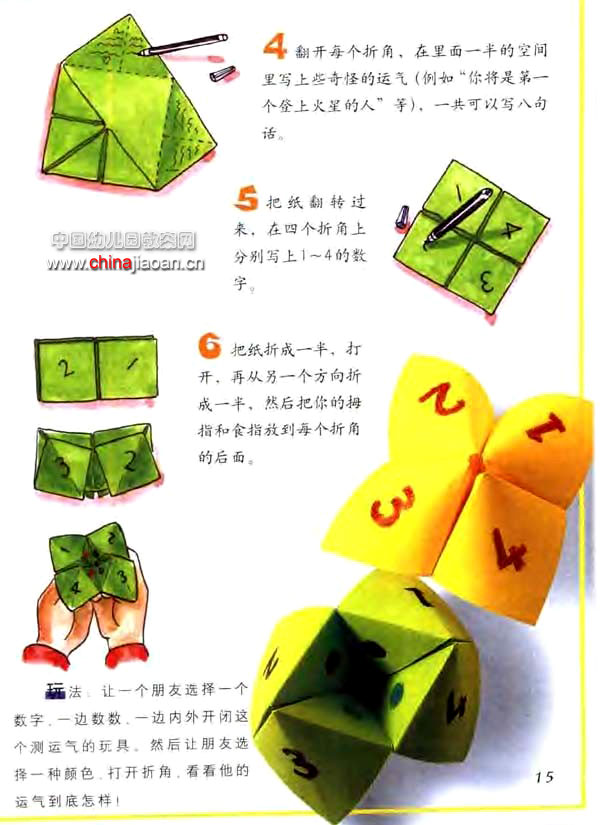 4 翻开每个折角、在里面一半的空间
里写上些奇怪的运气(例如“你将是第一
个登上火星的人”等)，一共可以写八句
话。
5 把纸翻转过
来，在四个折角上
分别写上1~4的数
字。
中国幼儿园教案网
www.chinajiaoan.cn
6 把纸折成一半，打
开，再从另一个方向折
成一半，然后把你的拇
指和食指放到每个折角
的后面。
1
4
3
2 1
3 2
1 2
4 3
2 1
3 4
1
2
3
玩法：让一个朋友选择一个
数字，一边数数，一边内外开闭这
个测运气的玩具。然后让朋友选
择一种颜色，打开折角，看看他的
运气到底怎样！
15